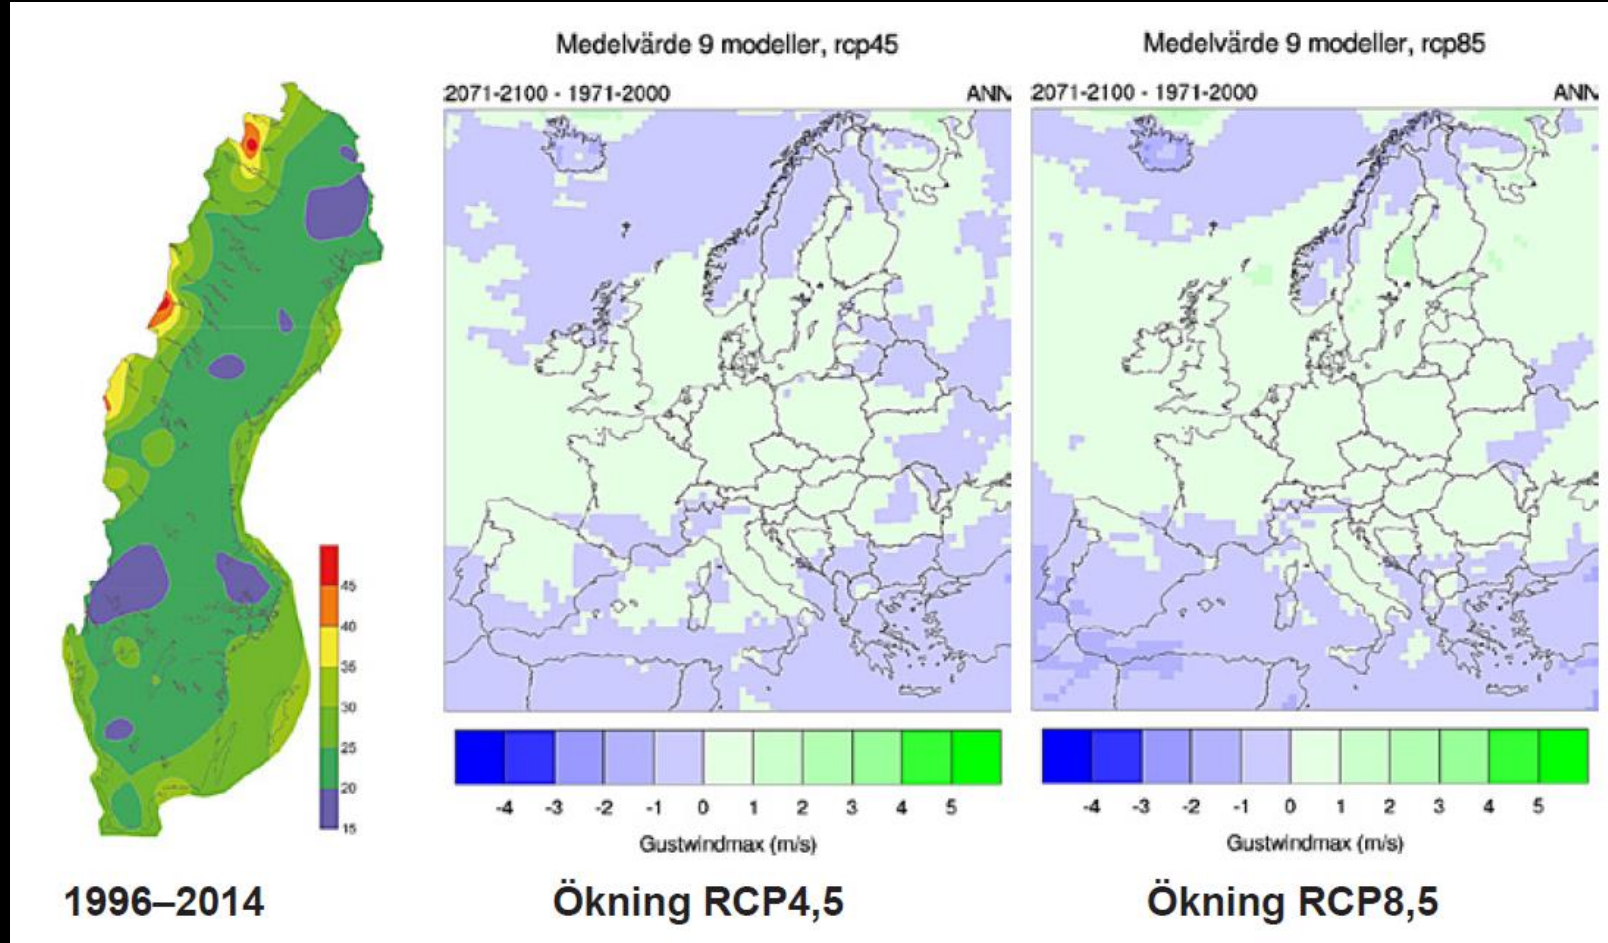 Medelvärde 9 modeller, rcp45
2071-2100 - 1971-2000 ANN
Medelvärde 9 modeller, rcp85
2071-2100 - 1971-2000 ANN
45
40
35
30
25
20
15
-4 -3 -2 -1 0 1 2 3 4 5
Gustwindmax (m/s)
-4 -3 -2 -1 0 1 2 3 4 5
Gustwindmax (m/s)
1996–2014
Ökning RCP4,5
Ökning RCP8,5